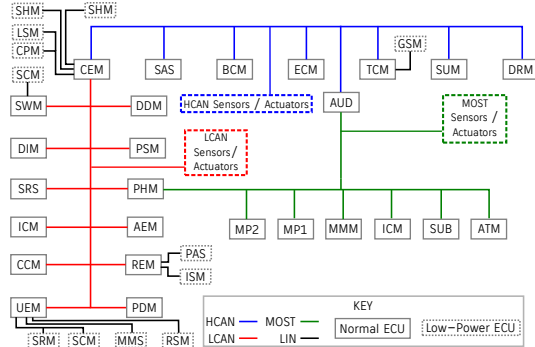 SHM
SHM
LSM
CPM
GSM
CEM
SAS
BCM
ECM
TCM
SUM
DRM
SCM
SWM
DDM
HCAN Sensors / Actuators
AUD
MOST
Sensors /
Actuators
DIM
PSM
LCAN
Sensors/
Actuators
SRS
PHM
ICM
AEM
MP2
MP1
MMM
ICM
SUB
ATM
CCM
REM
PAS
ISM
UEM
PDM
SRM
SCM
MMS
RSM
KEY
HCAN
MOST
LCAN
LIN
Normal ECU
Low-Power ECU